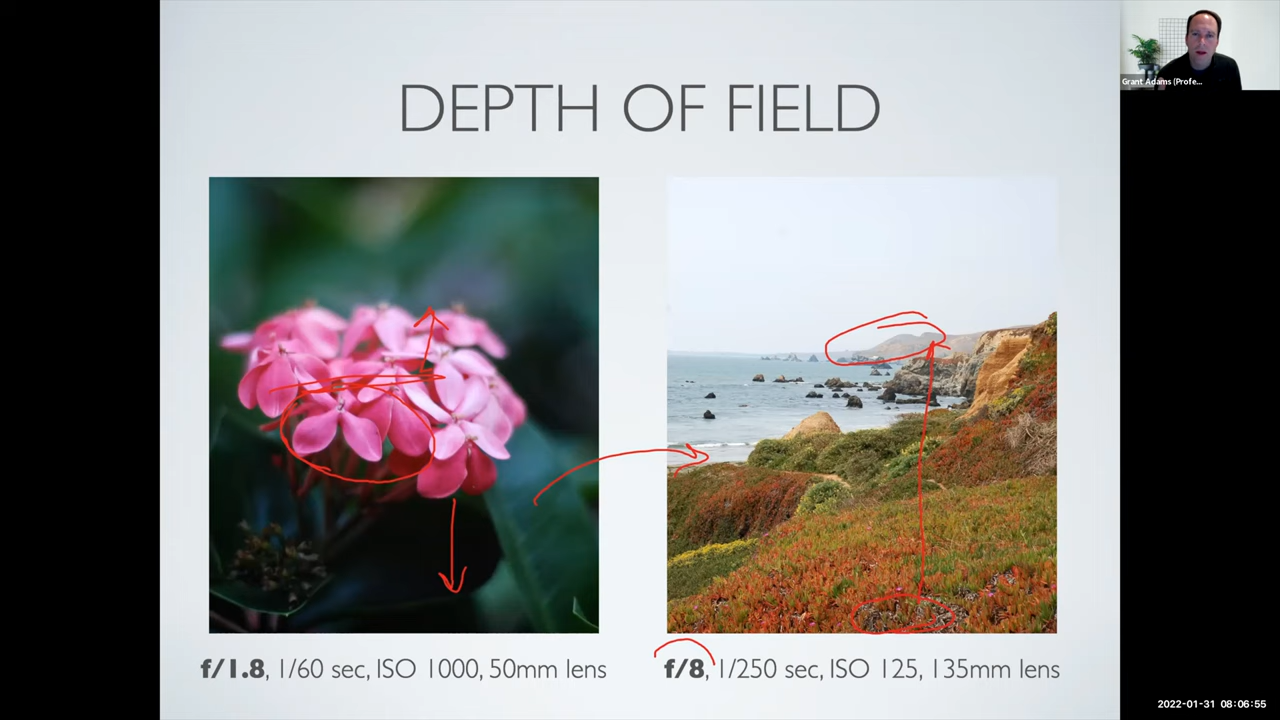 Grant Adams (Profe...
DEPTH OF FIELD
f/1.8, 1/60 sec, ISO 1000, 50mm lens
f/8, 1/250 sec, ISO 125, 135mm lens
2022-01-31 08:06:55